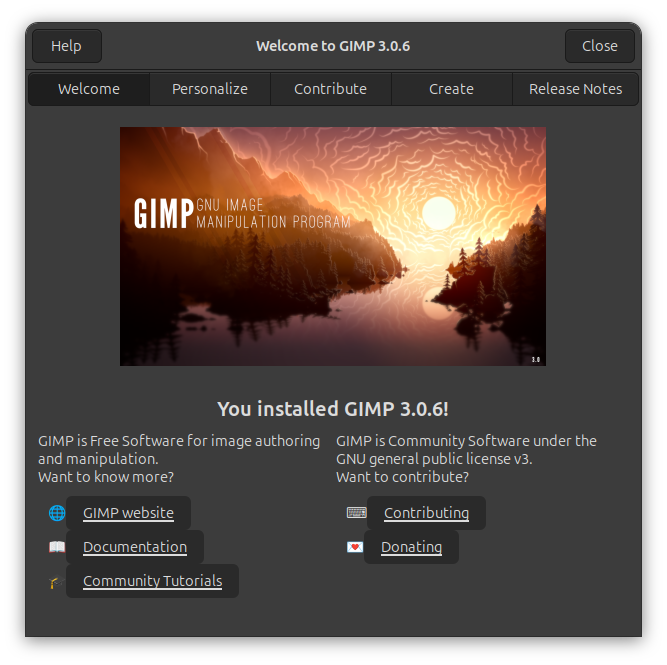 Help
Welcome to GIMP 3.0.6
Close
Welcome
Personalize
Contribute
Create
Release Notes
GIMP
GNU IMAGE
MANIPULATION PROGRAM
3.0
You installed GIMP 3.0.6!
GIMP is Free Software for image authoring
and manipulation.
Want to know more?
GIMP website
Documentation
Community Tutorials
GIMP is Community Software under the
GNU general public license v3.
Want to contribute?
Contributing
Donating